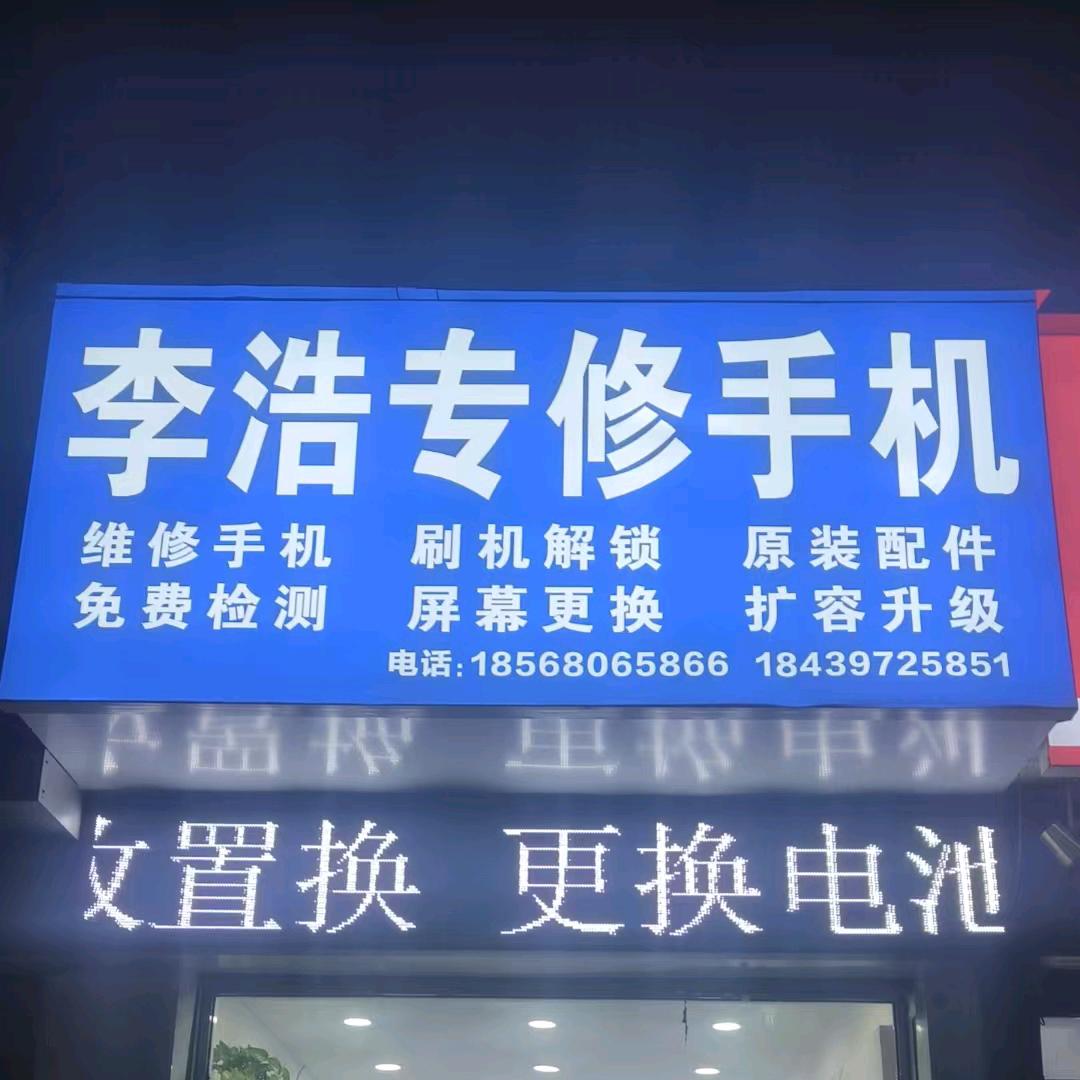 李浩专修手机
维修手机 刷机解锁 原装配件
免费检测 屏幕更换 扩容升级
电话:18568065866 18439725851
置换 更换电池